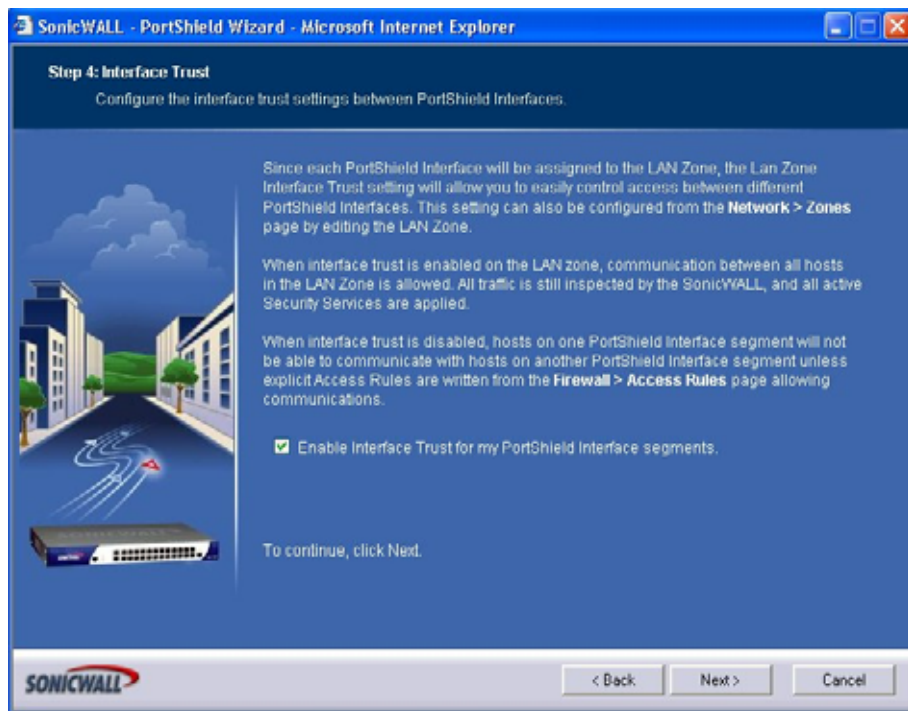 SonicWALL - PortShield Wizard - Microsoft Internet Explorer
Step 4: Interface Trust
Configure the interface trust settings between PortShield Interfaces.
Since each PortShield Interface will be assigned to the LAN Zone, the Lan Zone
Interface Trust setting will allow you to easily control access between different
PortShield Interfaces. This setting can also be configured from the Network > Zones
page by editing the LAN Zone.
When interface trust is enabled on the LAN zone, communication between all hosts
in the LAN Zone is allowed. All traffic is still inspected by the SonicWALL, and all active
Security Services are applied.
When interface trust is disabled, hosts on one PortShield Interface segment will not
be able to communicate with hosts on another PortShield Interface segment unless
explicit Access Rules are written from the Firewall > Access Rules page allowing
communications.
Enable Interface Trust for my PortShield Interface segments.
To continue, click Next.
SONICWALL
< Back
Next >
Cancel